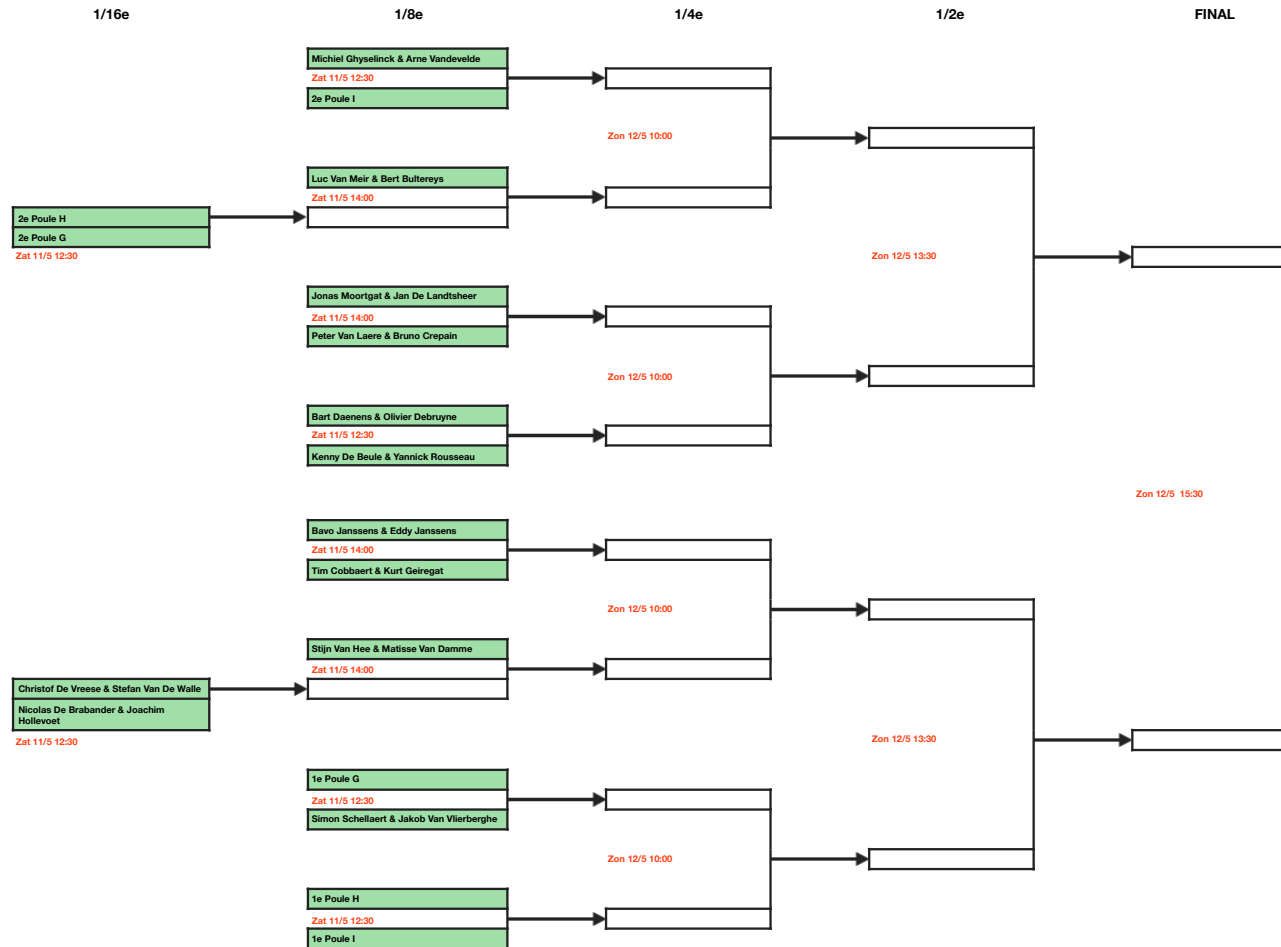 1/16e
1/8e
1/4e
1/2e
FINAL
Michiel Ghyselinck & Arne Vandevelde
Zat 11/5 12:30
2e Poule I
Zon 12/5 10:00
Luc Van Meir & Bert Bultereys
Zat 11/5 14:00
2e Poule H
2e Poule G
Zat 11/5 12:30
Zon 12/5 13:30
Jonas Moortgat & Jan De Landtsheer
Zat 11/5 14:00
Peter Van Laere & Bruno Crepain
Zon 12/5 10:00
Bart Daenens & Olivier Debruyne
Zat 11/5 12:30
Kenny De Beule & Yannick Rousseau
Zon 12/5  15:30
Bavo Janssens & Eddy Janssens
Zat 11/5 14:00
Tim Cobbaert & Kurt Geiregat
Zon 12/5 10:00
Stijn Van Hee & Matisse Van Damme
Zat 11/5 14:00
Christof De Vreese & Stefan Van De Walle
Nicolas De Brabander & Joachim
Hollevoet
Zat 11/5 12:30
Zon 12/5 13:30
1e Poule G
Zat 11/5 12:30
Simon Schellaert & Jakob Van Vlierberghe
Zon 12/5 10:00
1e Poule H
Zat 11/5 12:30
1e Poule I